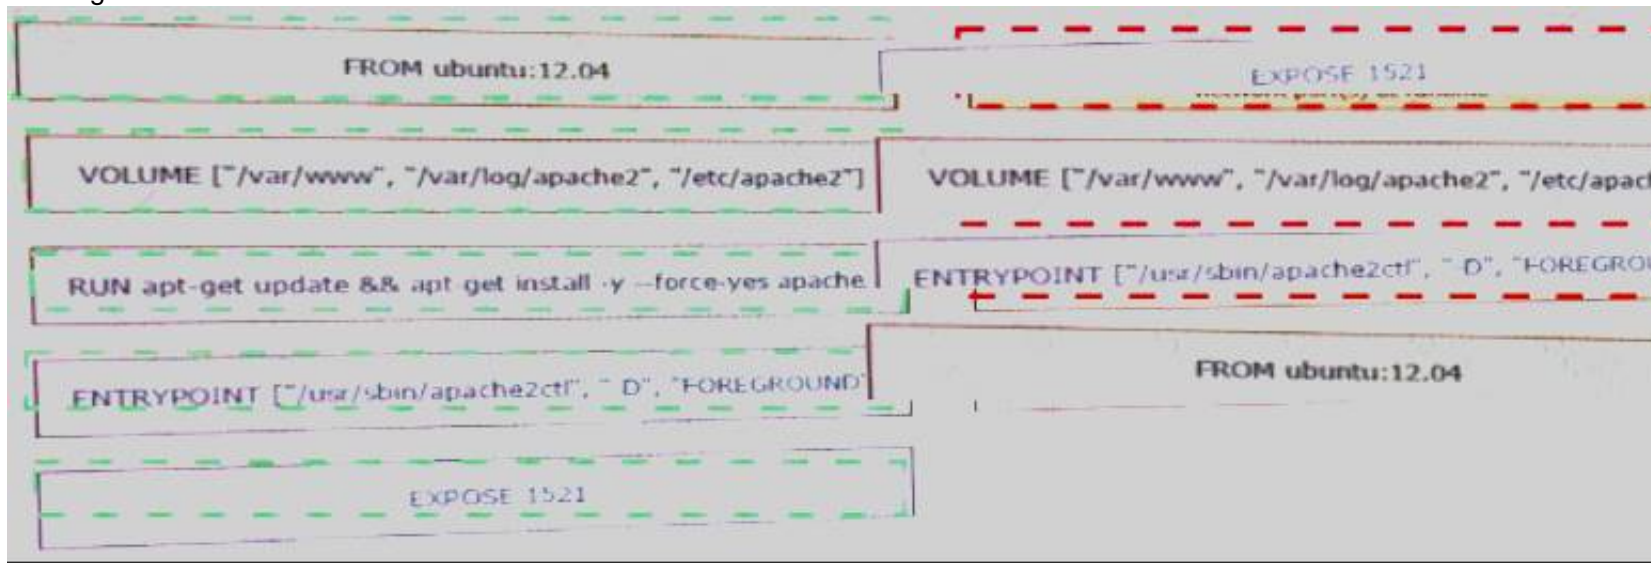 FROM ubuntu:12.04
VOLUME ["/var/www", "/var/log/apache2", "/etc/apache2"]
RUN apt-get update && apt get install -y --force-yes apache
ENTRYPOINT ["/usr/sbin/apache2ctl", "-D", "FOREGROUND"
EXPOSE 1521
EXPOSE 1521
VOLUME ["/var/www", "/var/log/apache2", "/etc/apach
ENTRYPOINT ["/usr/sbin/apache2ctl", "-D", "FOREGROU
FROM ubuntu:12.04